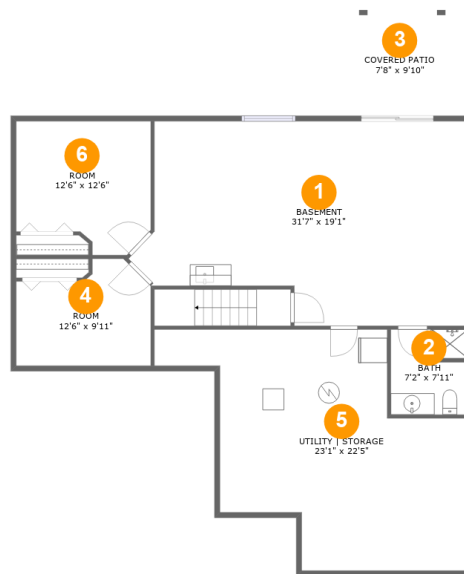 3
COVERED PATIO
7'8" x 9'10"
6
ROOM
12'6" x 12'6"
1
BASEMENT
31'7" x 19'1"
4
ROOM
12'6" x 9'11"
2
BATH
7'2" x 7'11"
5
UTILITY | STORAGE
23'1" x 22'5"